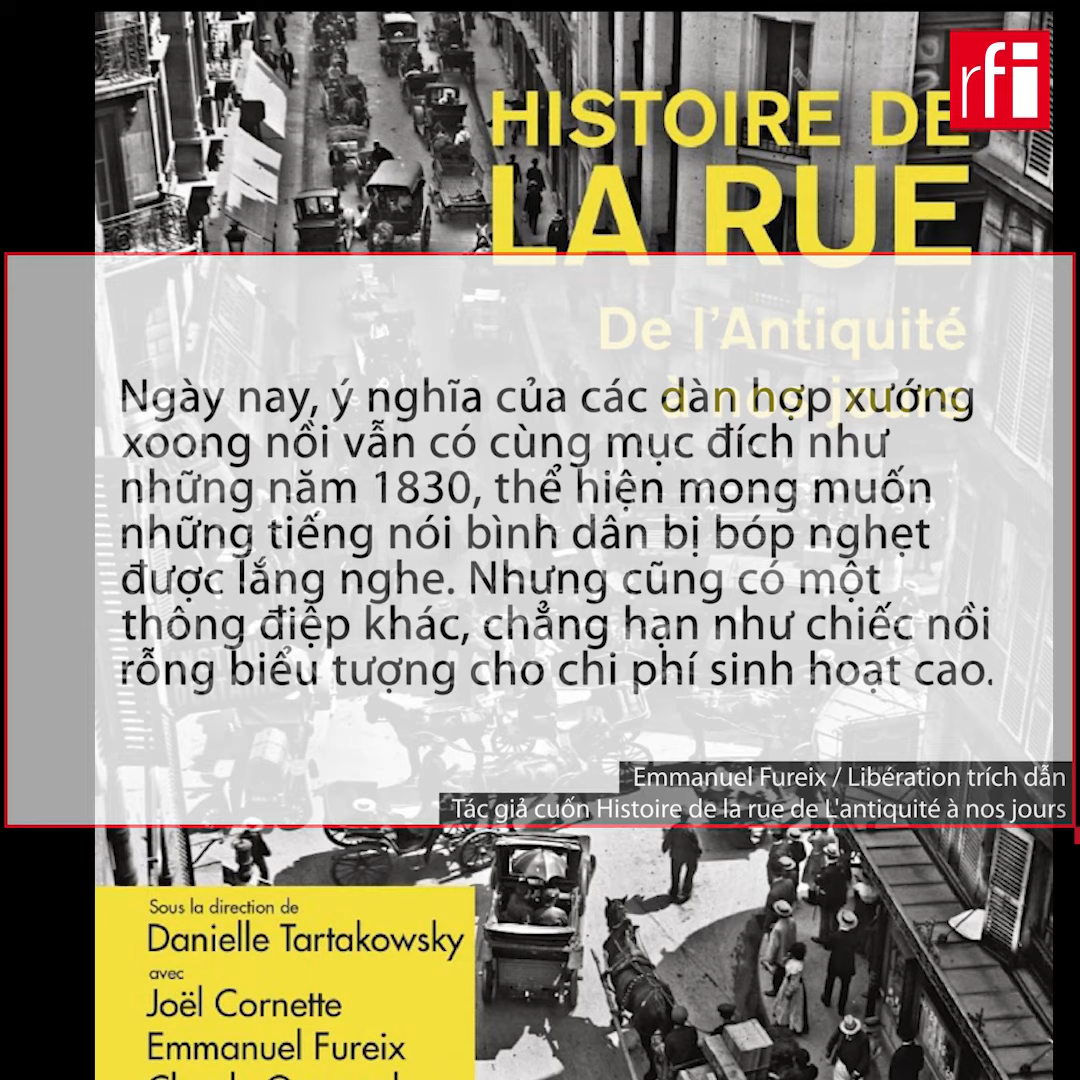 rfi
HISTOIRE DE
LA RUE
De l'Antiquité
à nos jours
Ngày nay, ý nghĩa của các dàn hợp xướng
xoong nồi vẫn có cùng mục đích như
những năm 1830, thể hiện mong muốn
những tiếng nói bình dân bị bóp nghẹt
được lắng nghe. Nhưng cũng có một
thông điệp khác, chẳng hạn như chiếc nồi
rỗng biểu tượng cho chi phí sinh hoạt cao.
Emmanuel Fureix / Libération trích dẫn
Tác giả cuốn Histoire de la rue de L'antiquité à nos jours
Sous la direction de
Danielle Tartakowsky
avec
Joël Cornette
Emmanuel Fureix